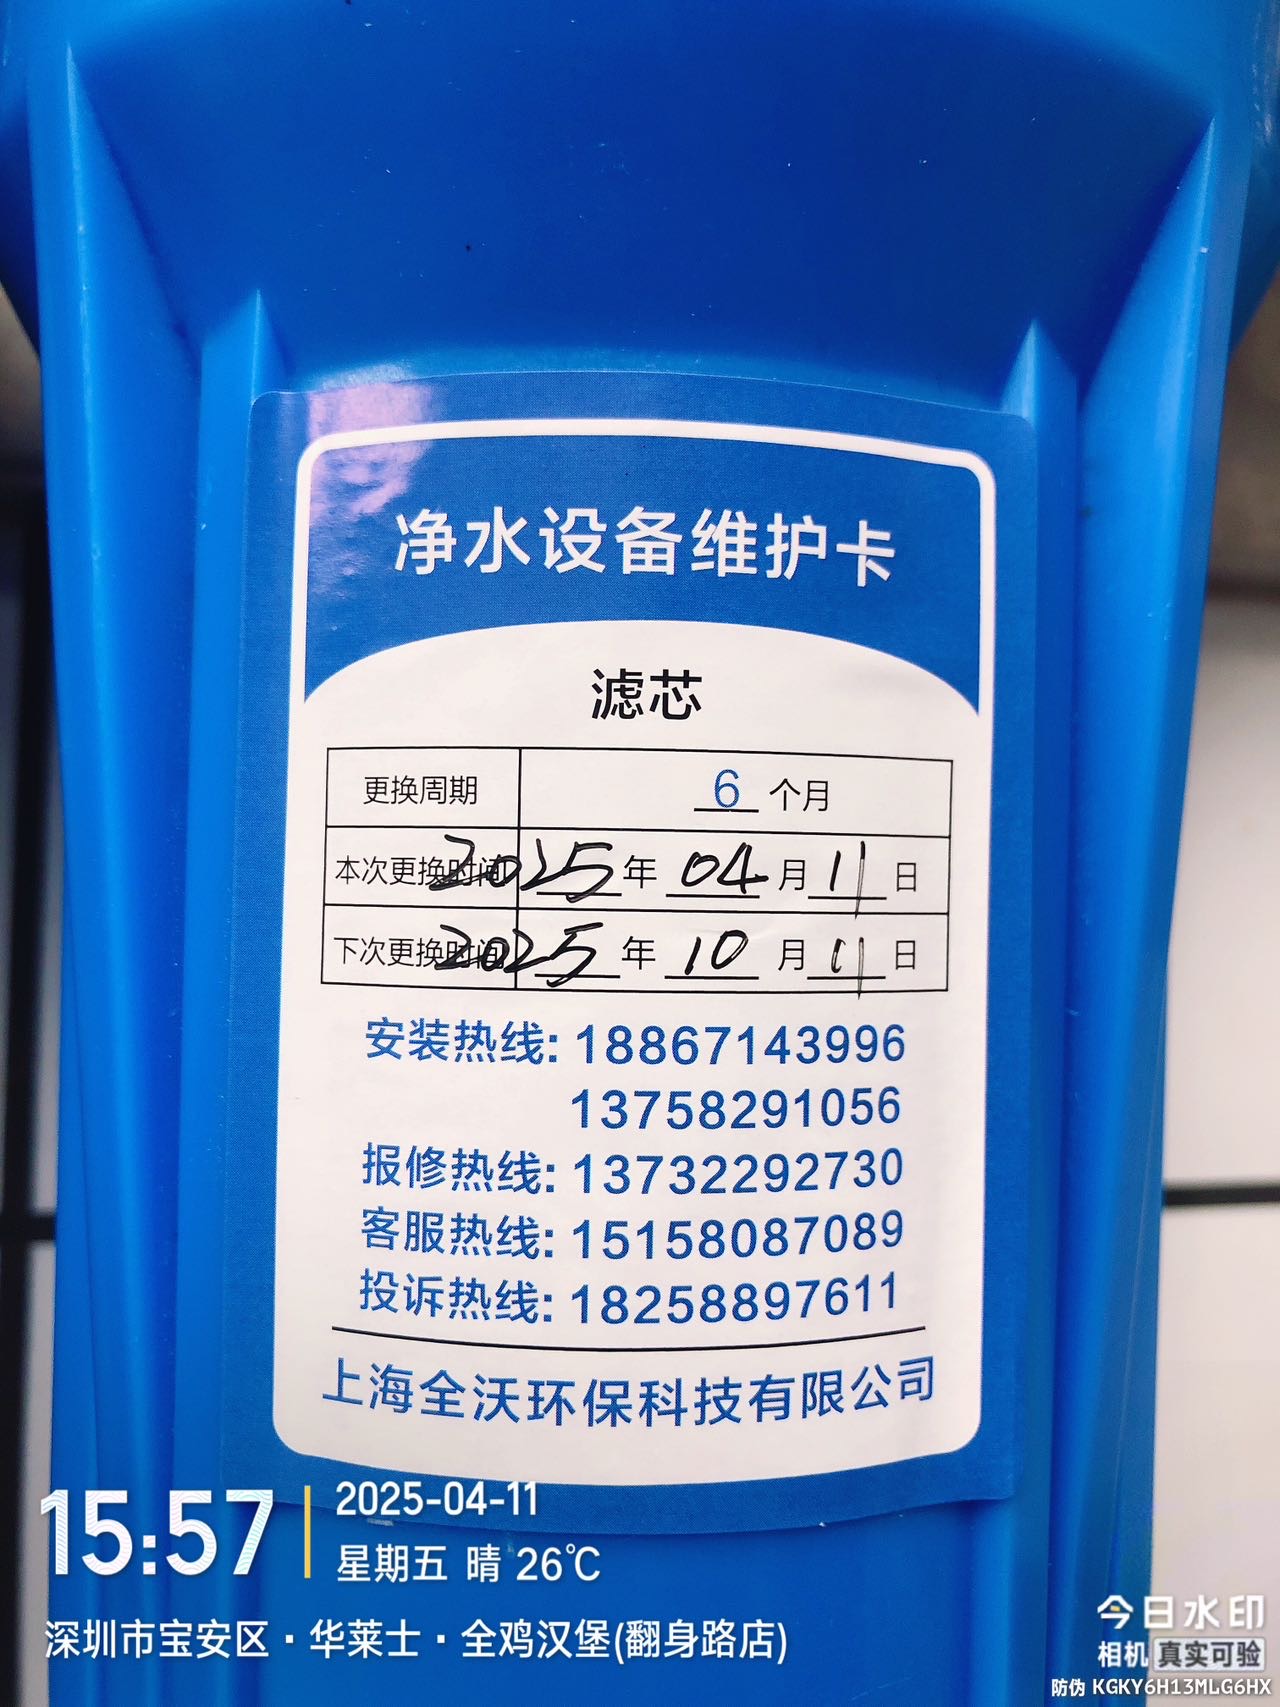 净水设备维护卡
滤芯
更换周期 6 个月
本次更换时间 2025 年 04 月 11 日
下次更换时间 2025 年 10 月 11 日
安装热线: 18867143996
13758291056
报修热线: 13732292730
客服热线: 15158087089
投诉热线: 18258897611
上海全沃环保科技有限公司
15:57
2025-04-11
星期五 晴 26℃
深圳市宝安区·华莱士·全鸡汉堡(翻身路店)
今日水印
相机 真实可验
防伪 KGKY6H13MLG6HX